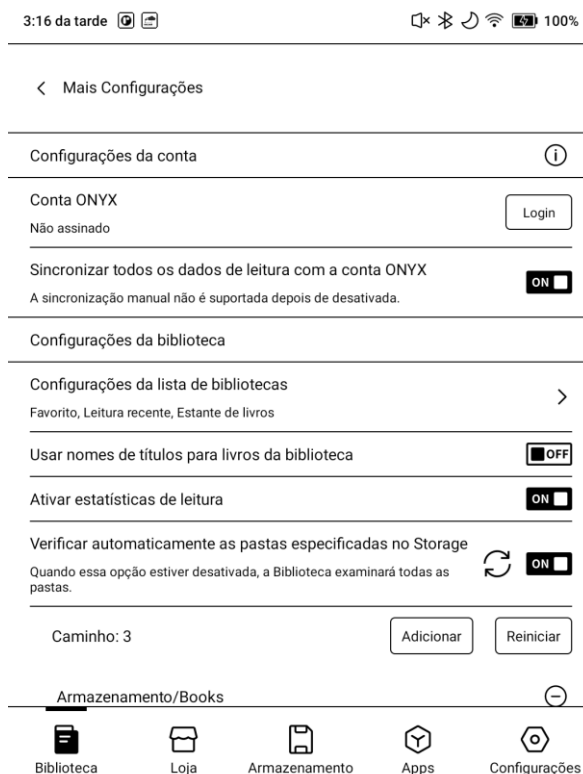 3:16 da tarde
100%
Mais Configurações
Configurações da conta
Conta ONYX
Login
Não assinado
Sincronizar todos os dados de leitura com a conta ONYX
ON
A sincronização manual não é suportada depois de desativada.
Configurações da biblioteca
Configurações da lista de bibliotecas
Favorito, Leitura recente, Estante de livros
Usar nomes de títulos para livros da biblioteca
OFF
Ativar estatísticas de leitura
ON
Verificar automaticamente as pastas especificadas no Storage
ON
Quando essa opção estiver desativada, a Biblioteca examinará todas as
pastas.
Caminho: 3
Adicionar
Reiniciar
Armazenamento/Books
Biblioteca
Loja
Armazenamento
Apps
Configurações